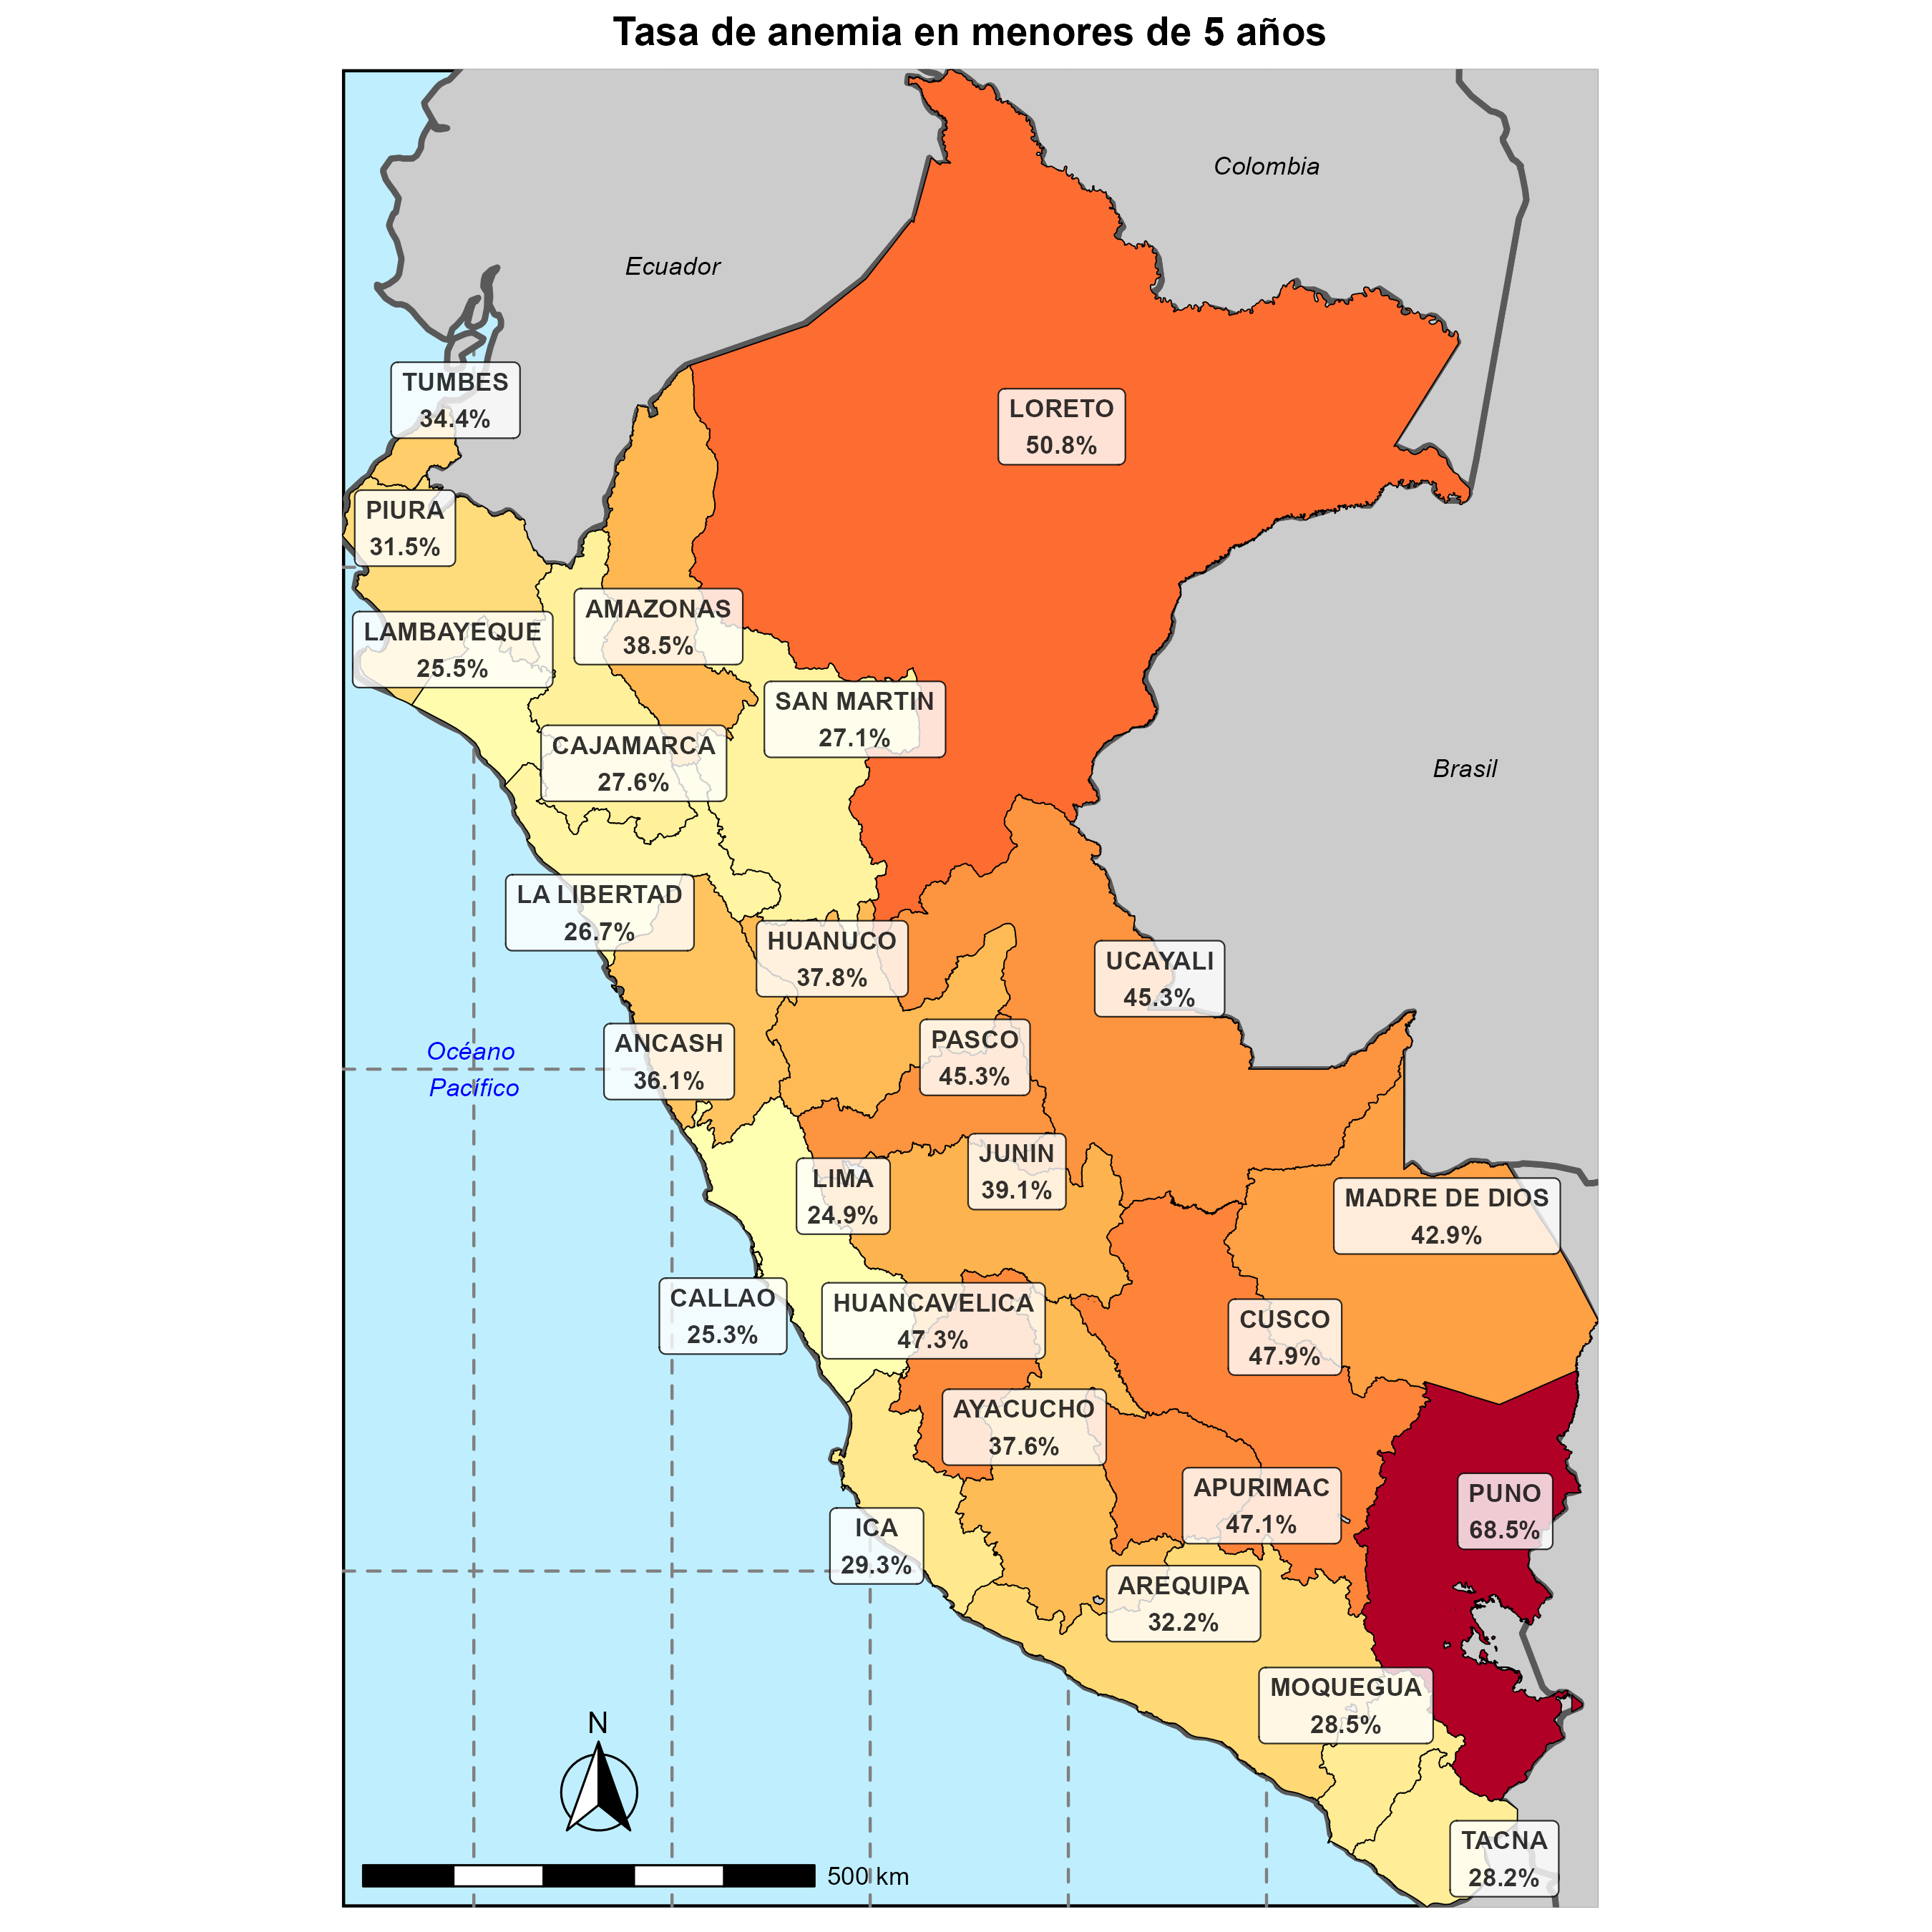 Tasa de anemia en menores de 5 años
Colombia
Ecuador
TUMBES
34.4%
LORETO
50.8%
PIURA
31.5%
AMAZONAS
38.5%
LAMBAYEQUE
25.5%
SAN MARTIN
27.1%
CAJAMARCA
27.6%
Brasil
LA LIBERTAD
26.7%
HUANUCO
37.8%
UCAYALI
45.3%
PASCO
45.3%
ANCASH
36.1%
Océano
Pacífico
JUNIN
39.1%
LIMA
24.9%
MADRE DE DIOS
42.9%
CALLAO
25.3%
HUANCAVELICA
47.3%
CUSCO
47.9%
AYACUCHO
37.6%
APURIMAC
47.1%
PUNO
68.5%
ICA
29.3%
AREQUIPA
32.2%
MOQUEGUA
28.5%
N
TACNA
28.2%
500 km